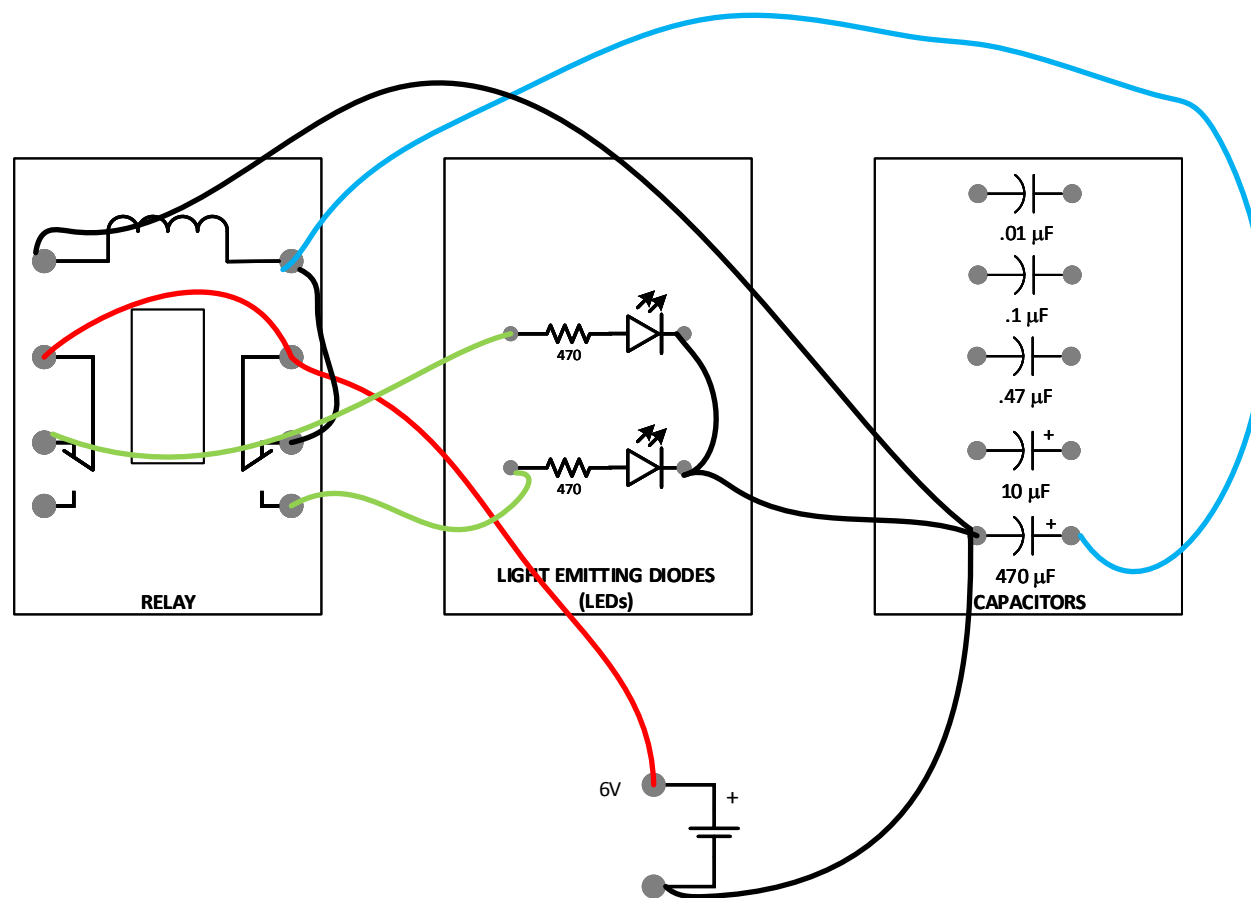 .01 µF
.1 µF
.47 µF
+
10 µF
+
470 µF
470
470
RELAY
LIGHT EMITTING DIODES
(LEDs)
CAPACITORS
6V
+